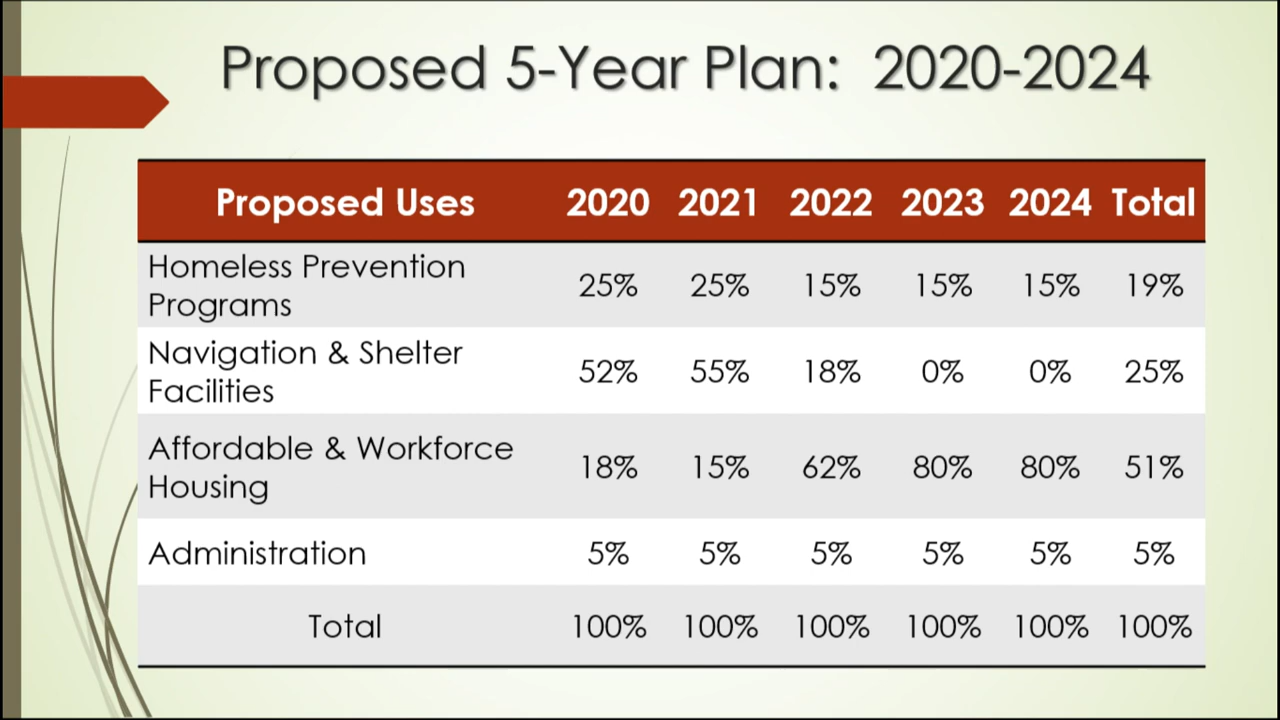 Proposed 5-Year Plan: 2020-2024
Proposed Uses 2020 2021 2022 2023 2024 Total
Homeless Prevention
Programs 25% 25% 15% 15% 15% 19%
Navigation & Shelter
Facilities 52% 55% 18% 0% 0% 25%
Affordable & Workforce
Housing 18% 15% 62% 80% 80% 51%
Administration 5% 5% 5% 5% 5% 5%
Total 100% 100% 100% 100% 100% 100%